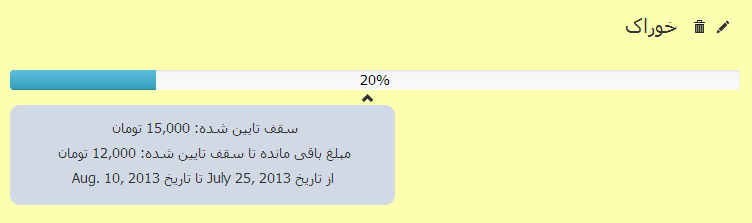 خوراک
20%
سقف تایین شده: 15,000 تومان
مبلغ باقی مانده تا سقف تایین شده: 12,000 تومان
از تاریخ July 25, 2013 تا تاریخ Aug. 10, 2013